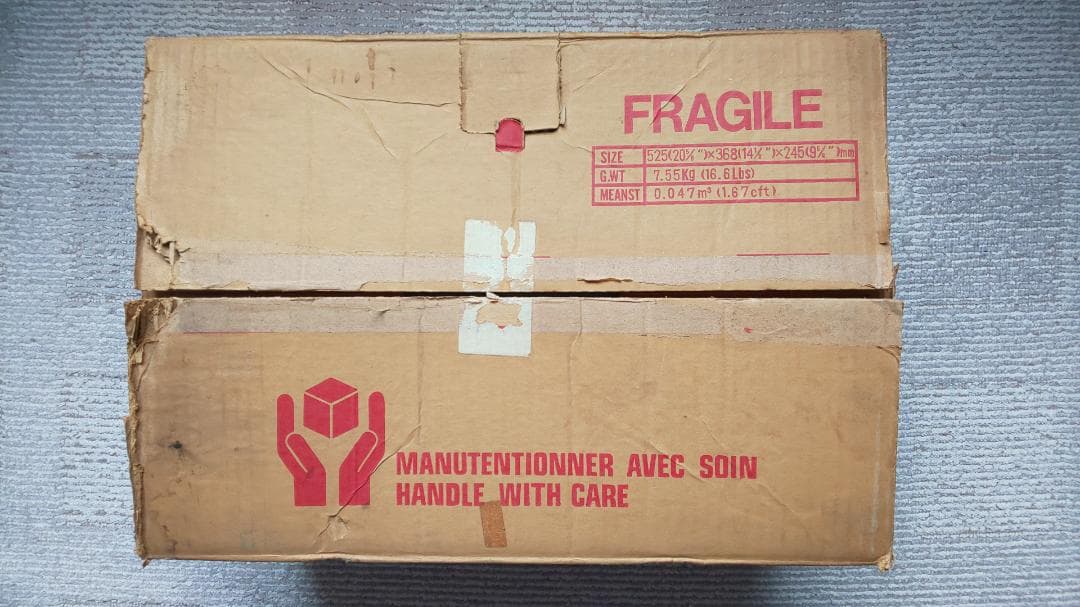 FRAGILE
SIZE 525(20⅝")×368(14½")×245(9⅝")mm
G.WT 7.55Kg (16.6Lbs)
MEANST 0.047m³ (1.67cft)
MANUTENTIONNER AVEC SOIN
HANDLE WITH CARE